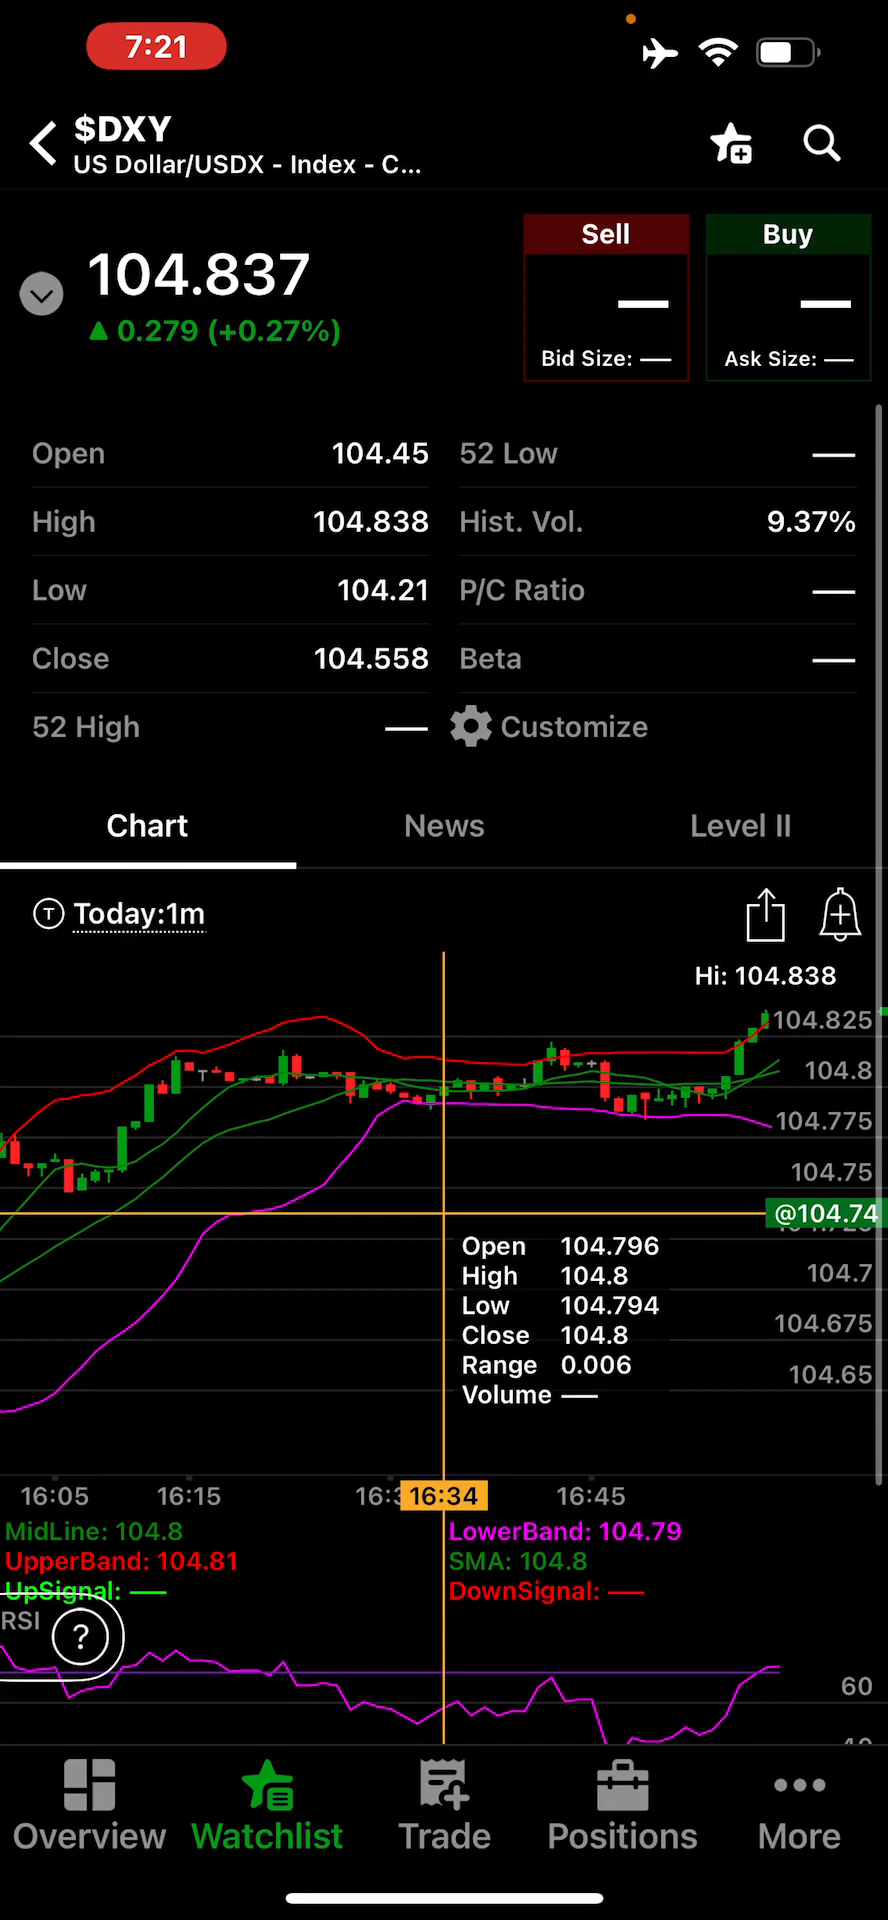 7:21
$DXY
US Dollar/USDX - Index - C...
104.837
0.279 (+0.27%)
Sell
Bid Size: —
Buy
Ask Size: —
Open 104.45
52 Low —
High 104.838
Hist. Vol. 9.37%
Low 104.21
P/C Ratio —
Close 104.558
Beta —
52 High —
Customize
Chart News Level II
T Today:1m
Hi: 104.838
104.825
104.8
104.775
104.75
@104.74
104.7
104.675
104.65
Open 104.796
High 104.8
Low 104.794
Close 104.8
Range 0.006
Volume —
16:05 16:15 16:34 16:45
MidLine: 104.8
LowerBand: 104.79
UpperBand: 104.81
SMA: 104.8
UpSignal: —
DownSignal: —
RSI
?
60
Overview Watchlist Trade Positions More